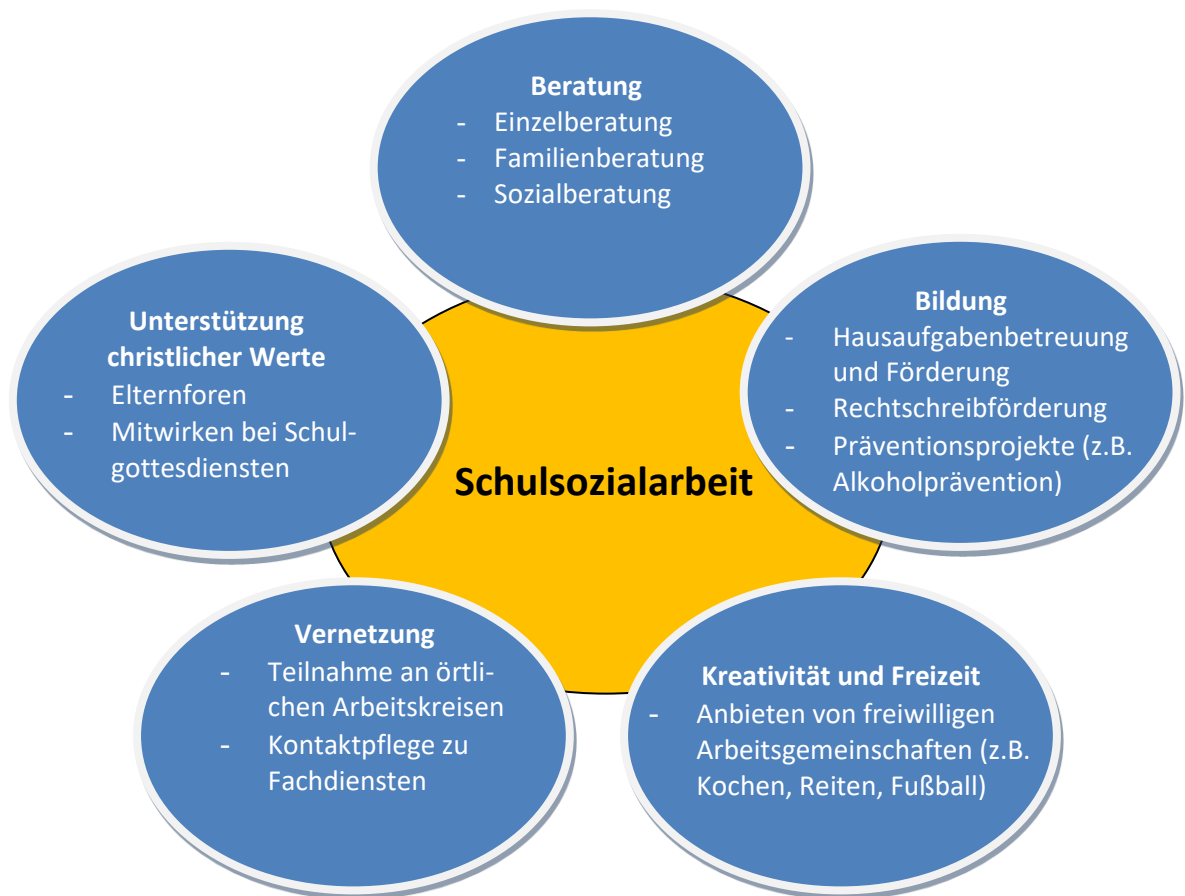 Beratung
- Einzelberatung
- Familienberatung
- Sozialberatung
Unterstützung
christlicher Werte
- Elternforen
- Mitwirken bei Schul-
gottesdiensten
Bildung
- Hausaufgabenbetreuung
und Förderung
- Rechtschreibförderung
- Präventionsprojekte (z.B.
Alkoholprävention)
Schulsozialarbeit
Vernetzung
- Teilnahme an örtli-
chen Arbeitskreisen
- Kontaktpflege zu
Fachdiensten
Kreativität und Freizeit
- Anbieten von freiwilligen
Arbeitsgemeinschaften (z.B.
Kochen, Reiten, Fußball)